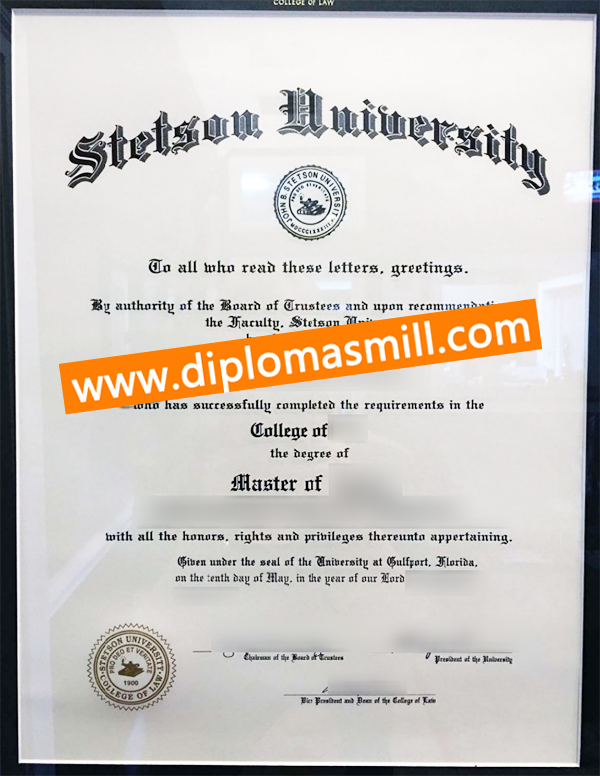 COLLEGE OF LAW
Stetson University
JOHN B. STETSON UNIVERSITY
PRO DEO ET VERITATE
MDCCCLXXXIII
To all who read these letters, greetings.
By authority of the Board of Trustees and upon
the Faculty, Stetson
www.diplomasmill.com
who has successfully completed the requirements in the
College of
the degree of
Master of
with all the honors, rights and privileges thereunto appertaining.
Given under the seal of the University at Gulfport, Florida,
on the tenth day of May, in the year of our Lord
STETSON UNIVERSITY
PRO DEO ET VERITATE
1900
COLLEGE OF LAW
Chairman of the Board of Trustees
President of the University
Vice President and Dean of the College of Law